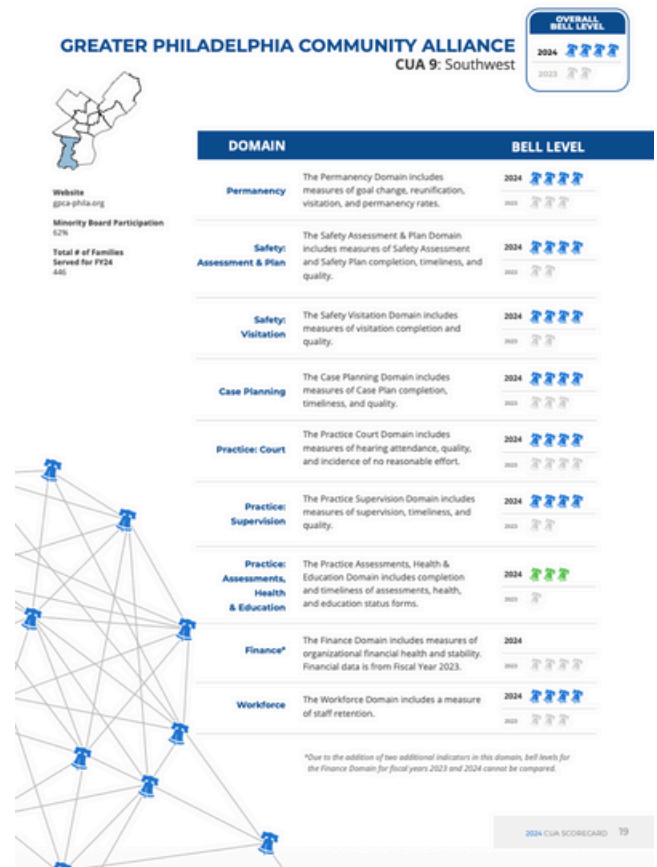 OVERALL
BELL LEVEL
2024
2023
GREATER PHILADELPHIA COMMUNITY ALLIANCE
CUA 9: Southwest
Website
gpca-phila.org
Minority Board Participation
62%
Total # of Families
Served for FY24
446
DOMAIN
BELL LEVEL
Permanency
The Permanency Domain includes
measures of goal change, reunification,
visitation, and permanency rates.
2024
2023
Safety:
Assessment & Plan
The Safety Assessment & Plan Domain
includes measures of Safety Assessment
and Safety Plan completion, timeliness, and
quality.
2024
2023
Safety:
Visitation
The Safety Visitation Domain includes
measures of visitation completion and
quality.
2024
2023
Case Planning
The Case Planning Domain includes
measures of Case Plan completion,
timeliness, and quality.
2024
2023
Practice: Court
The Practice Court Domain includes
measures of hearing attendance, quality,
and incidence of no reasonable effort.
2024
2023
Practice:
Supervision
The Practice Supervision Domain includes
measures of supervision, timeliness, and
quality.
2024
2023
Practice:
Assessments,
Health
& Education
The Practice Assessments, Health &
Education Domain includes completion
and timeliness of assessments, health,
and education status forms.
2024
2023
Finance*
The Finance Domain includes measures of
organizational financial health and stability.
Financial data is from Fiscal Year 2023.
2024
2023
Workforce
The Workforce Domain includes a measure
of staff retention.
2024
2023
*Due to the addition of two additional indicators in this domain, bell levels for
the Finance Domain for fiscal years 2023 and 2024 cannot be compared.
2024 CUA SCORECARD 19